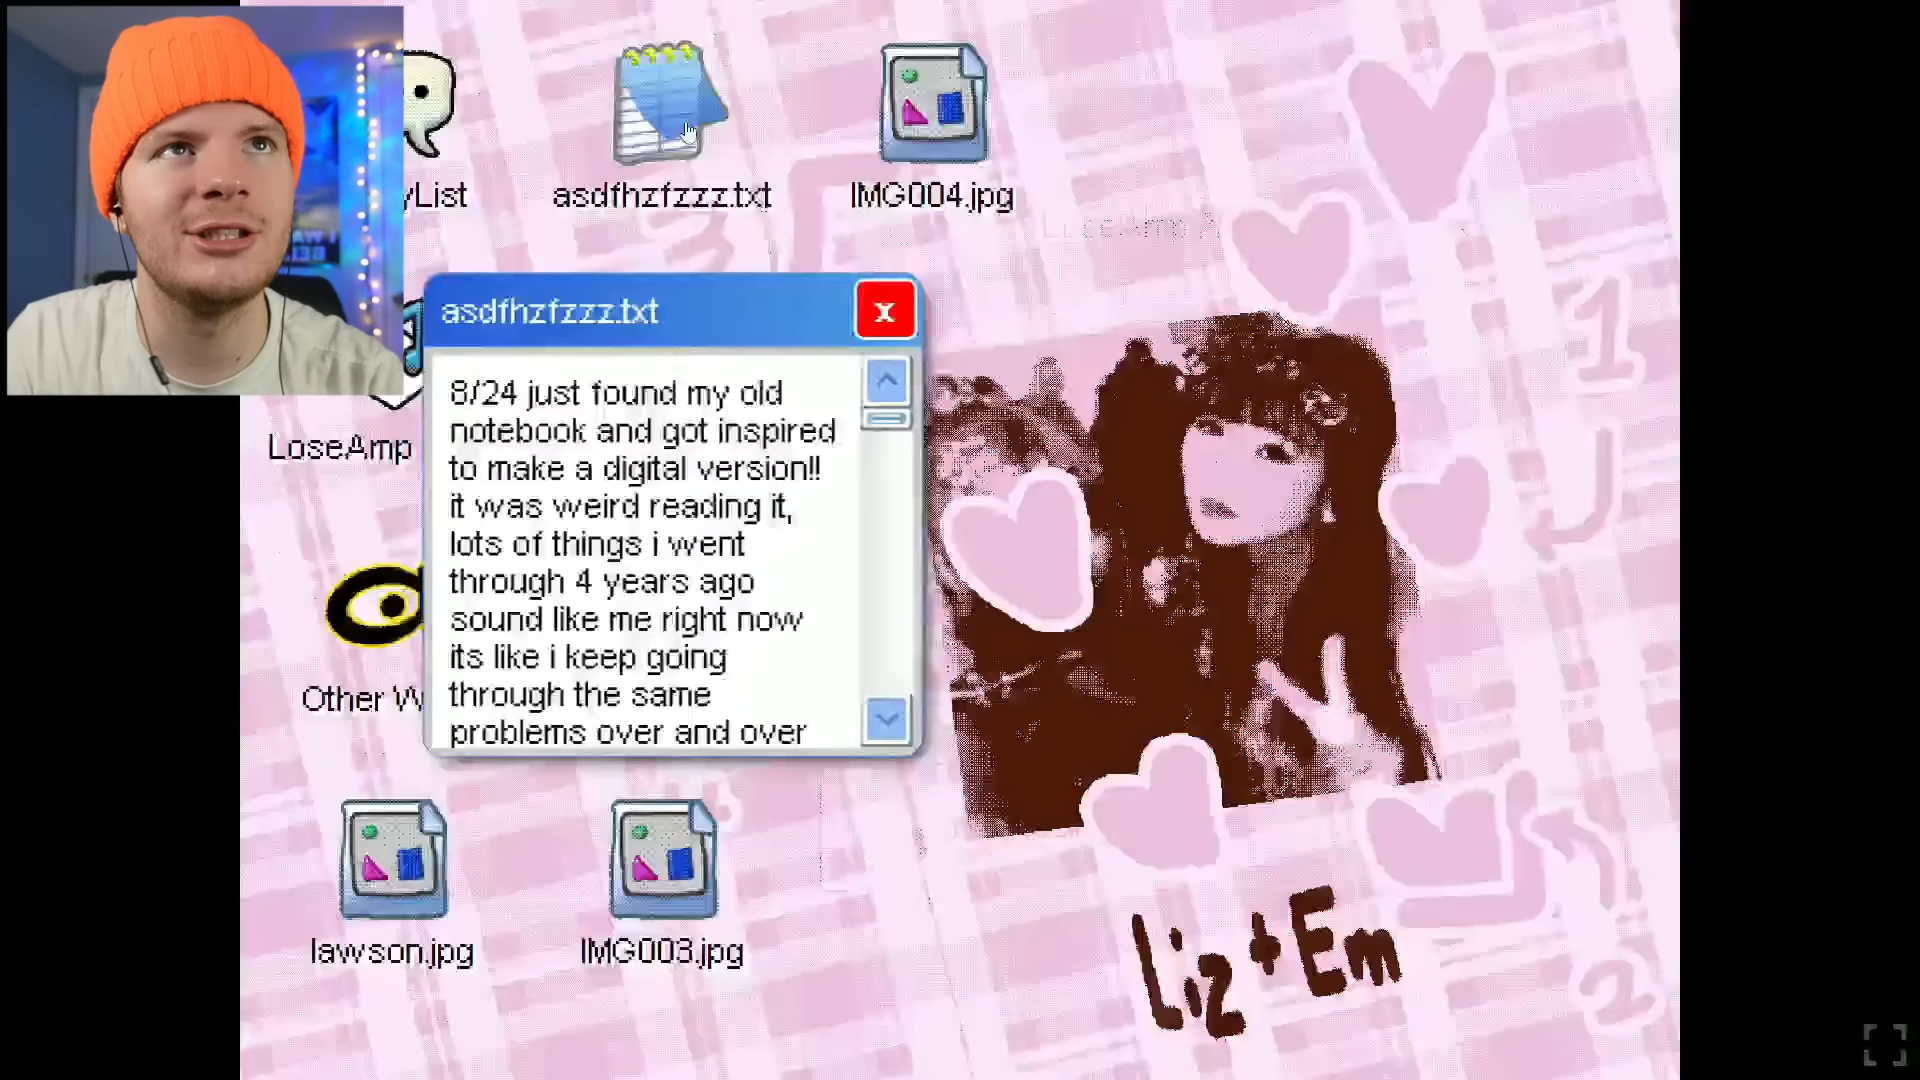 yList
asdfhzfzzz.txt
IMG004.jpg
LoseAmp
asdfhzfzzz.txt
x
8/24 just found my old
notebook and got inspired
to make a digital version!!
it was weird reading it,
lots of things i went
through 4 years ago
sound like me right now
its like i keep going
through the same
problems over and over
LoseAmp
Other W
lawson.jpg
IMG003.jpg
Liz + Em
1
2